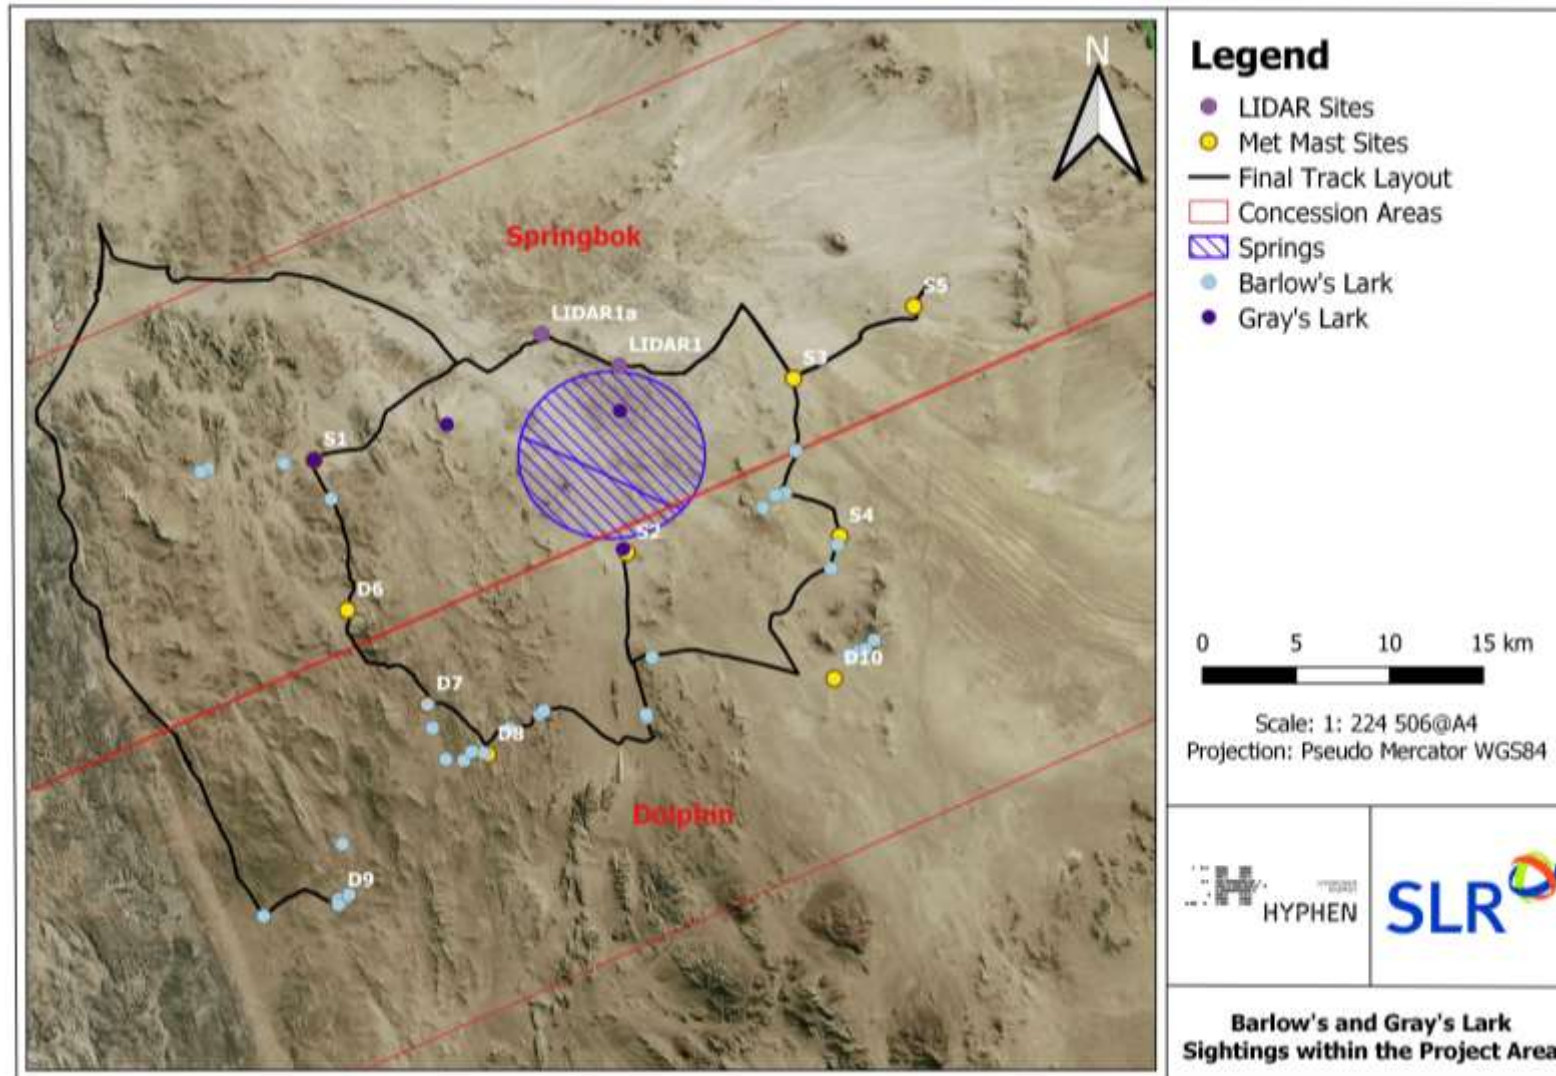 N
Springbok
S5
LIDAR1a
LIDAR1
S3
S1
S4
S2
D6
D10
D7
D8
Dolphin
D9
Legend
LIDAR Sites
Met Mast Sites
Final Track Layout
Concession Areas
Springs
Barlow's Lark
Gray's Lark
0 5 10 15 km
Scale: 1: 224 506@A4
Projection: Pseudo Mercator WGS84
HYPHEN
SLR
Barlow's and Gray's Lark
Sightings within the Project Area